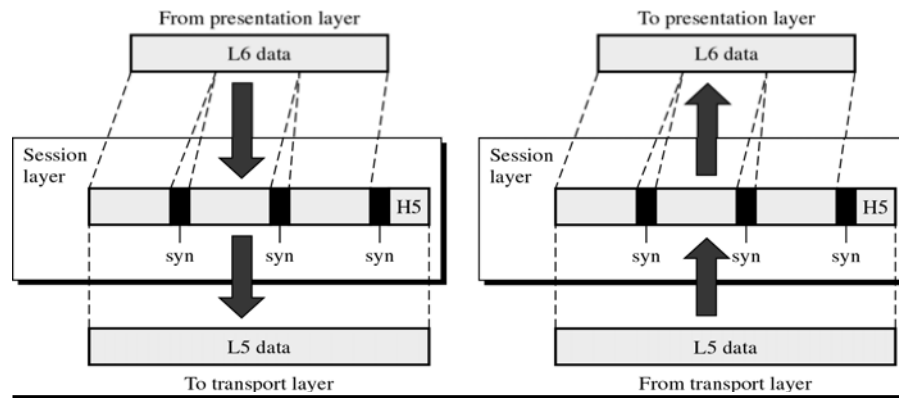 From presentation layer
L6 data
Session
layer
H5
syn
syn
syn
L5 data
To transport layer
To presentation layer
L6 data
Session
layer
H5
syn
syn
syn
L5 data
From transport layer